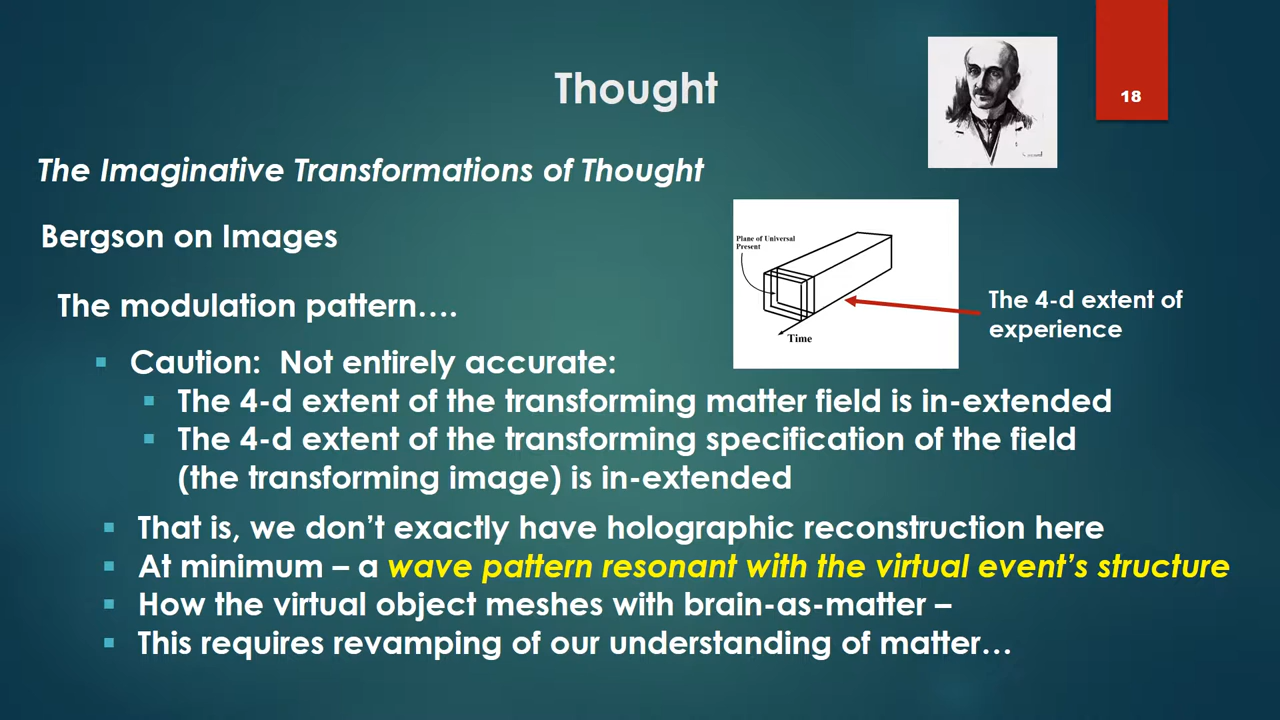 Thought
18
The Imaginative Transformations of Thought
Bergson on Images
Plane of Universal
Present
Time
The 4-d extent of
experience
The modulation pattern….
Caution:  Not entirely accurate:
The 4-d extent of the transforming matter field is in-extended
The 4-d extent of the transforming specification of the field
(the transforming image) is in-extended
That is, we don’t exactly have holographic reconstruction here
At minimum – a wave pattern resonant with the virtual event’s structure
How the virtual object meshes with brain-as-matter –
This requires revamping of our understanding of matter…